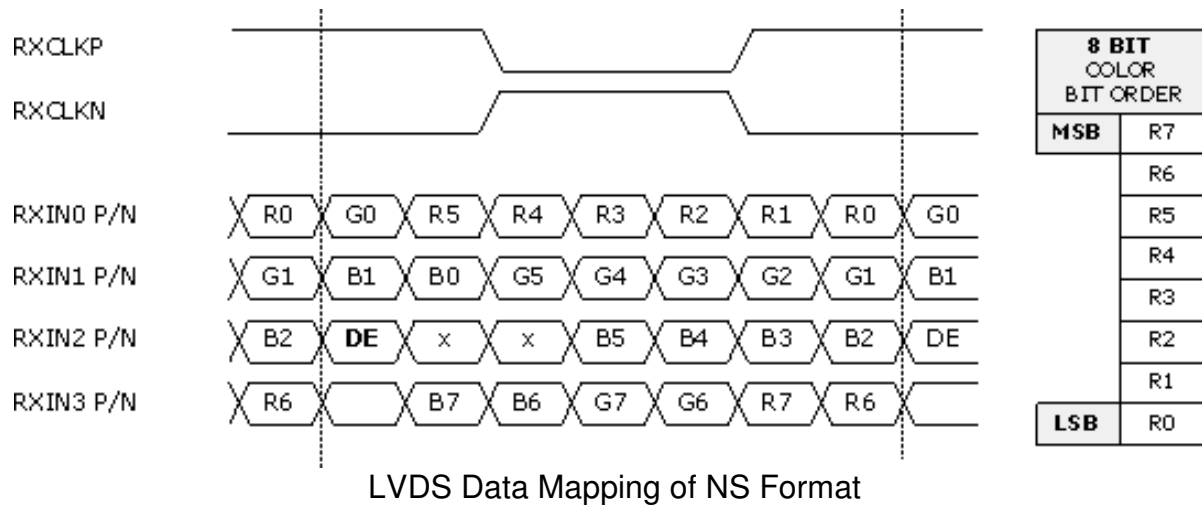 RXCLKP
RXCLKN
RXIN0 P/N R0 G0 R5 R4 R3 R2 R1 R0 G0
RXIN1 P/N G1 B1 B0 G5 G4 G3 G2 G1 B1
RXIN2 P/N B2 DE x x B5 B4 B3 B2 DE
RXIN3 P/N R6 B7 B6 G7 G6 R7 R6
8 BIT
COLOR
BIT ORDER
MSB R7
R6
R5
R4
R3
R2
R1
LSB R0
LVDS Data Mapping of NS Format